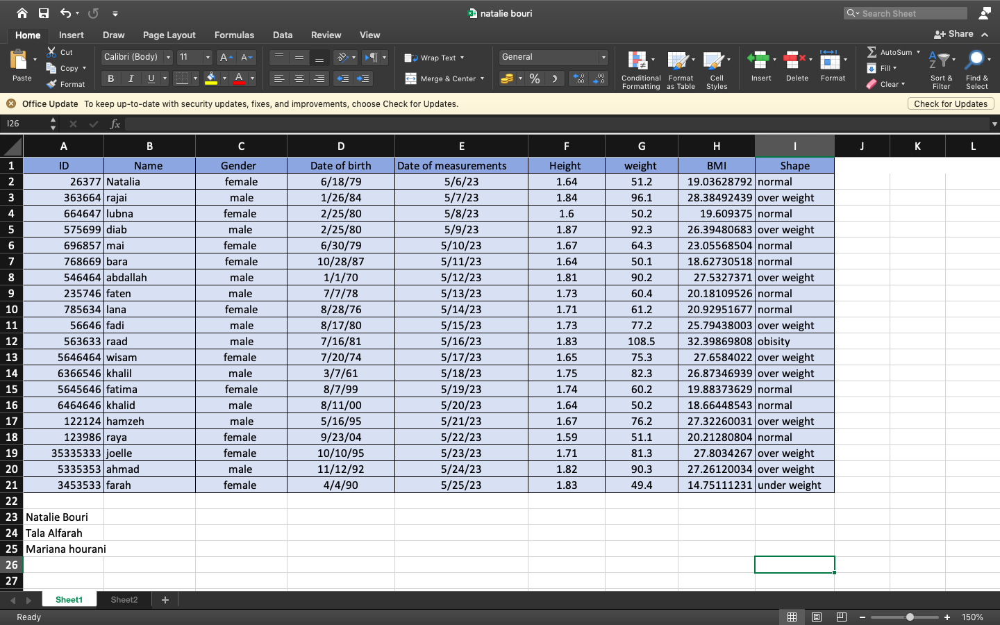 natalie bouri
Search Sheet
Home Insert Draw Page Layout Formulas Data Review View Share
Paste Cut Copy Format
Calibri (Body) 11
B I U A
Wrap Text
Merge & Center
General
Conditional Formatting Format as Table Cell Styles
Insert Delete Format
AutoSum
Fill
Clear
Sort & Filter
Find & Select
Office Update To keep up-to-date with security updates, fixes, and improvements, choose Check for Updates. Check for Updates
I26 fx
A B C D E F G H I J K L
1 ID Name Gender Date of birth Date of measurements Height weight BMI Shape
2 26377 Natalia female 6/18/79 5/6/23 1.64 51.2 19.03628792 normal
3 363664 rajai male 1/26/84 5/7/23 1.84 96.1 28.38492439 over weight
4 664647 lubna female 2/25/80 5/8/23 1.6 50.2 19.609375 normal
5 575699 diab male 2/25/80 5/9/23 1.87 92.3 26.39480683 over weight
6 696857 mai female 6/30/79 5/10/23 1.67 64.3 23.05568504 normal
7 768669 bara female 10/28/87 5/11/23 1.64 50.1 18.62730518 normal
8 546464 abdallah male 1/1/70 5/12/23 1.81 90.2 27.5327371 over weight
9 235746 faten male 7/7/78 5/13/23 1.73 60.4 20.18109526 normal
10 785634 lana female 8/28/76 5/14/23 1.71 61.2 20.92951677 normal
11 56646 fadi male 8/17/80 5/15/23 1.73 77.2 25.79438003 over weight
12 563633 raad male 7/16/81 5/16/23 1.83 108.5 32.39869808 obisity
13 5646464 wisam female 7/20/74 5/17/23 1.65 75.3 27.6584022 over weight
14 6366546 khalil male 3/7/61 5/18/23 1.75 82.3 26.87346939 over weight
15 5645646 fatima female 8/7/99 5/19/23 1.74 60.2 19.88373629 normal
16 6464646 khalid male 8/11/00 5/20/23 1.64 50.2 18.66448543 normal
17 122124 hamzeh male 5/16/95 5/21/23 1.67 76.2 27.32260031 over weight
18 123986 raya female 9/23/04 5/22/23 1.59 51.1 20.21280804 normal
19 35335333 joelle female 10/10/95 5/23/23 1.71 81.3 27.8034267 over weight
20 5335353 ahmad male 11/12/92 5/24/23 1.82 90.3 27.26120034 over weight
21 3453533 farah female 4/4/90 5/25/23 1.83 49.4 14.75111231 under weight
22
23 Natalie Bouri
24 Tala Alfarah
25 Mariana hourani
26
27
Sheet1 Sheet2 +
Ready 150%